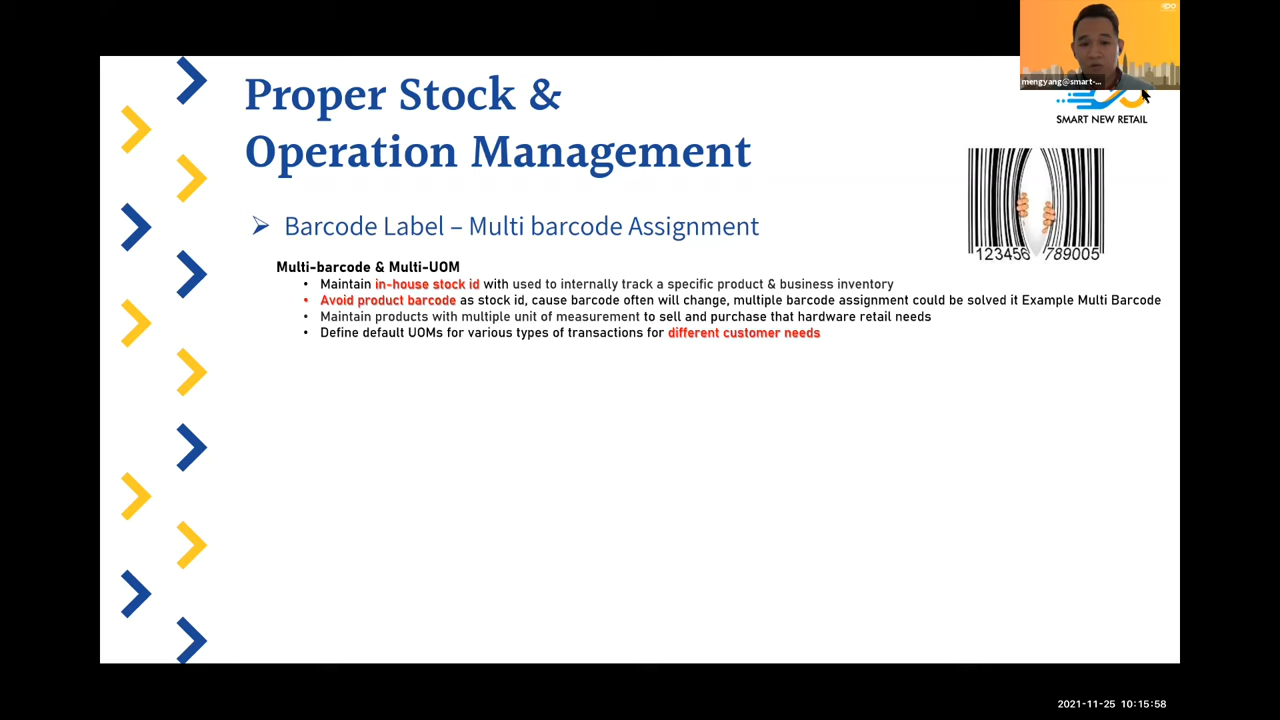 mengyang@smart-...
SMART NEW RETAIL
Proper Stock &
Operation Management
123456 789005
Barcode Label – Multi barcode Assignment
Multi-barcode & Multi-UOM
• Maintain in-house stock id with used to internally track a specific product & business inventory
• Avoid product barcode as stock id, cause barcode often will change, multiple barcode assignment could be solved it Example Multi Barcode
• Maintain products with multiple unit of measurement to sell and purchase that hardware retail needs
• Define default UOMs for various types of transactions for different customer needs
2021-11-25 10:15:58